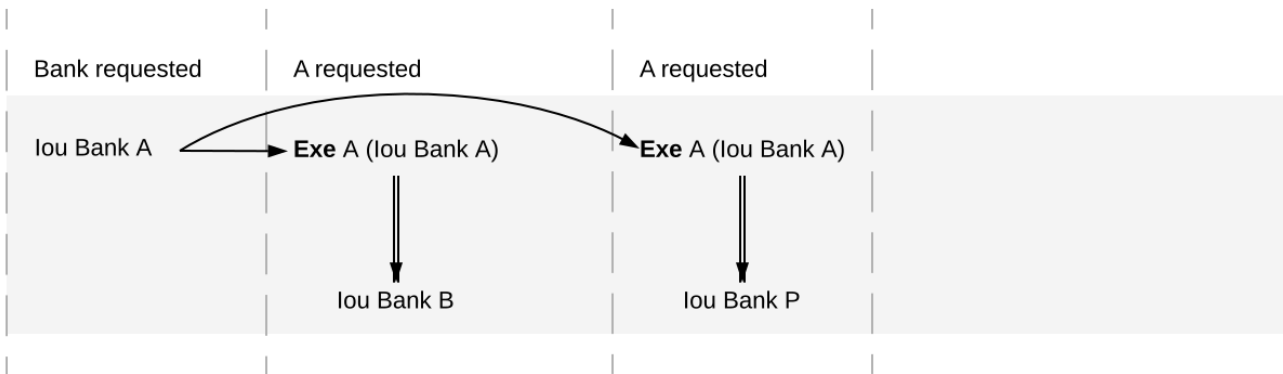 Bank requested
A requested
A requested
Iou Bank A
Exe A (Iou Bank A)
Exe A (Iou Bank A)
Iou Bank B
Iou Bank P